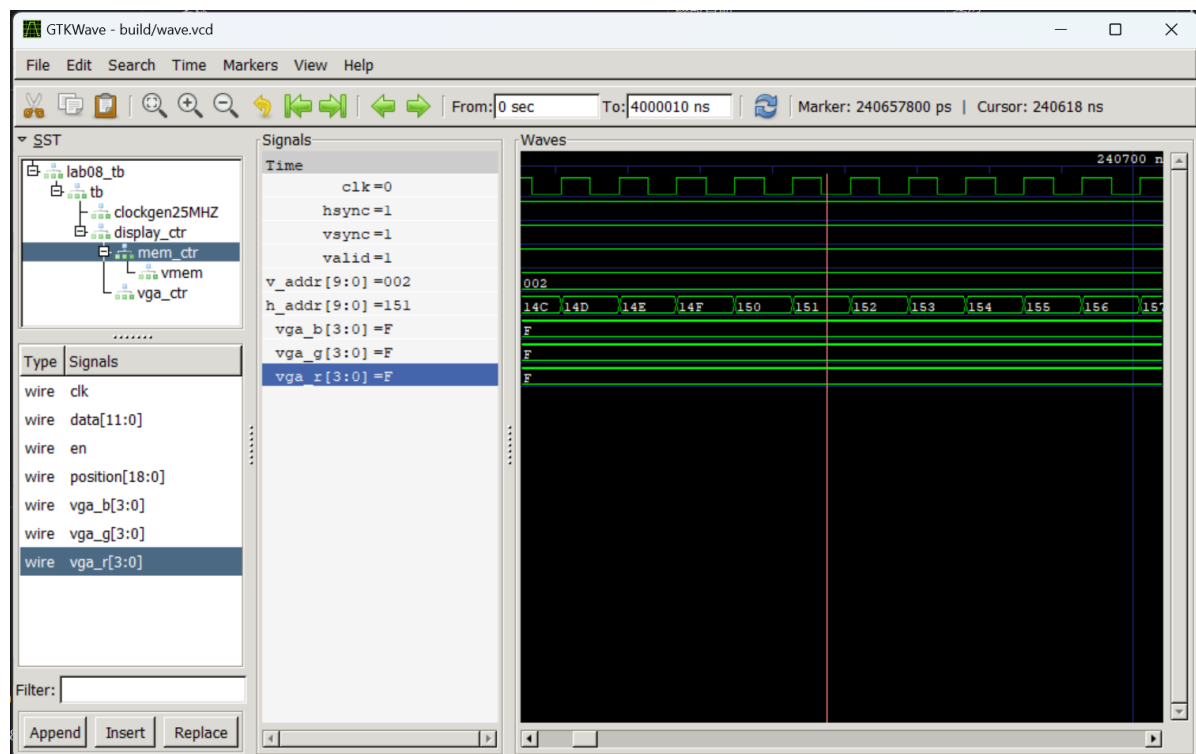 GTKWave - build/wave.vcd
File Edit Search Time Markers View Help
From: 0 sec To: 4000010 ns Marker: 240657800 ps | Cursor: 240618 ns
SST
lab08_tb
tb
clockgen25MHZ
display_ctr
mem_ctr
vmem
vga_ctr
Type Signals
wire clk
wire data[11:0]
wire en
wire position[18:0]
wire vga_b[3:0]
wire vga_g[3:0]
wire vga_r[3:0]
Filter:
Append Insert Replace
Signals
Time
clk=0
hsync=1
vsync=1
valid=1
v_addr[9:0]=002
h_addr[9:0]=151
vga_b[3:0]=F
vga_g[3:0]=F
vga_r[3:0]=F
Waves
240700 n
002
14C 14D 14E 14F 150 151 152 153 154 155 156 157
F
F
F